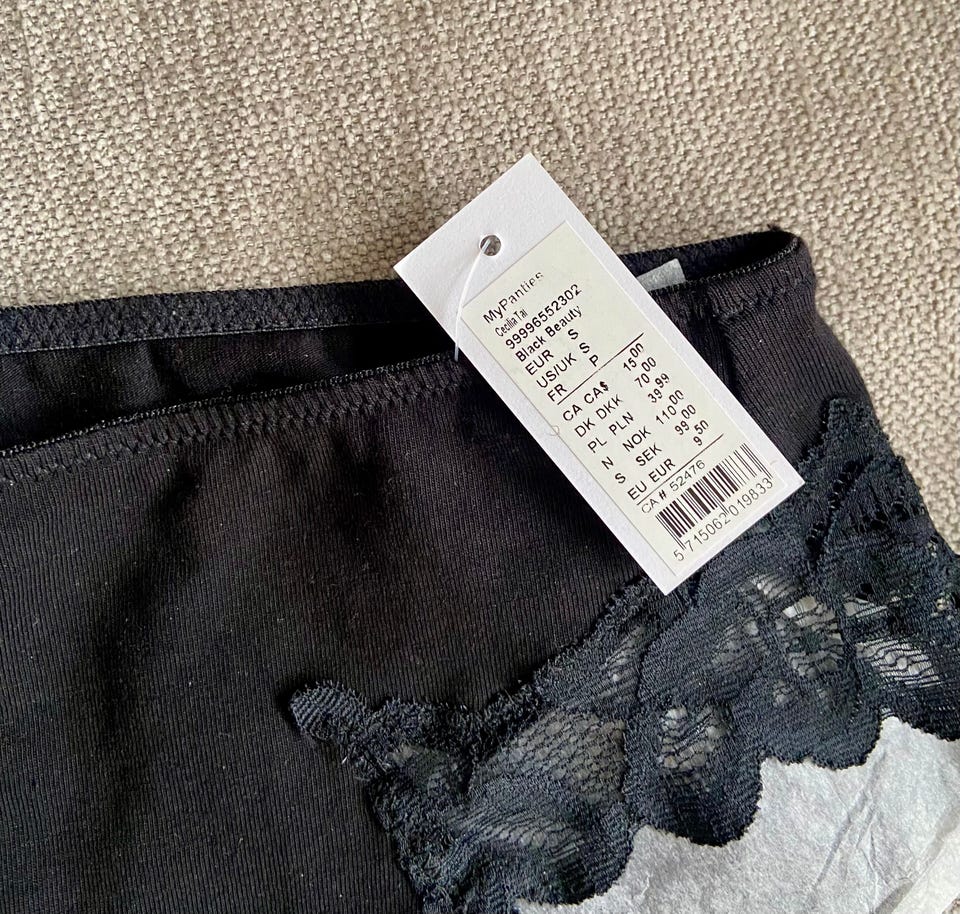 MyPanties
Cecilia Tai
99996552302
Black Beauty
EUR S
US/UK S
FR P
CA CA$ 15.00
DK DKK 70.00
PL PLN 39.99
N NOK 110.00
S SEK 99.00
EU EUR 9.50
CA # 52476
5 715062 019833